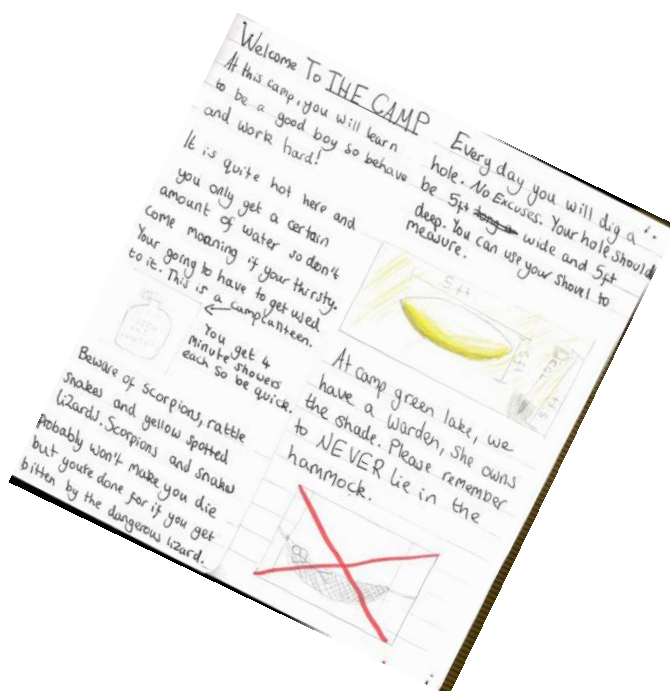 Welcome To THE CAMP
At this camp, you will learn
to be a good boy so behave
and work hard!
It is quite hot here and
you only get a certain
amount of water so don't
come moaning if your thirsty.
Your going to have to get used
to it. This is a camp canteen.
You get 4
minute showers
each so be quick.
Beware of scorpions, rattle
snakes and yellow spotted
lizards. Scorpions and snakes
Probably won't make you die
but you're done for if you get
bitten by the dangerous lizard.
Every day you will dig a
hole. No Excuses. Your hole should
be 5ft long wide and 5ft
deep. You can use your shovel to
measure.
5 ft
5ft
Deep
At camp green lake, we
have a Warden, she owns
the shade. Please remember
to NEVER lie in the
hammock.